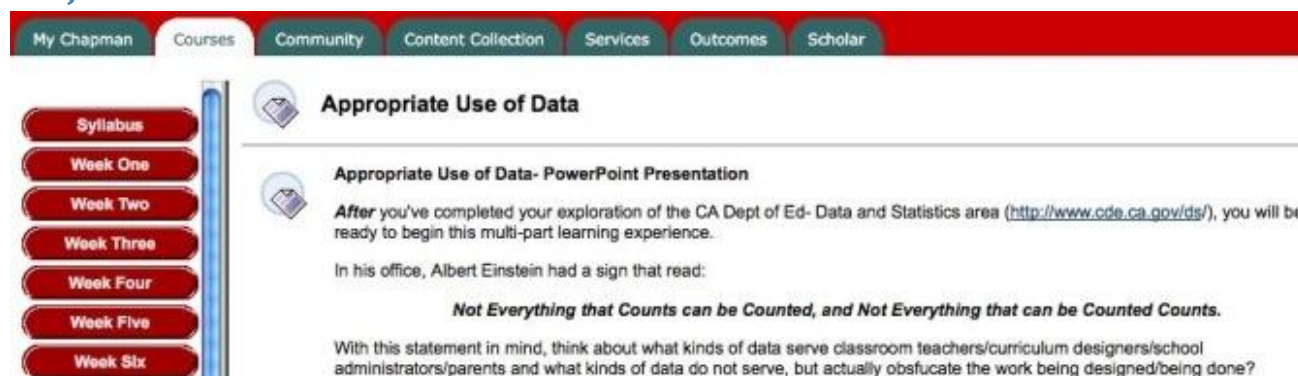 My Chapman
Courses
Community
Content Collection
Services
Outcomes
Scholar
Syllabus
Week One
Week Two
Week Three
Week Four
Week Five
Week Six
Appropriate Use of Data
Appropriate Use of Data- PowerPoint Presentation
After you've completed your exploration of the CA Dept of Ed- Data and Statistics area (http://www.cde.ca.gov/ds/), you will be
ready to begin this multi-part learning experience.
In his office, Albert Einstein had a sign that read:
Not Everything that Counts can be Counted, and Not Everything that can be Counted Counts.
With this statement in mind, think about what kinds of data serve classroom teachers/curriculum designers/school
administrators/parents and what kinds of data do not serve, but actually obsfucate the work being designed/being done?